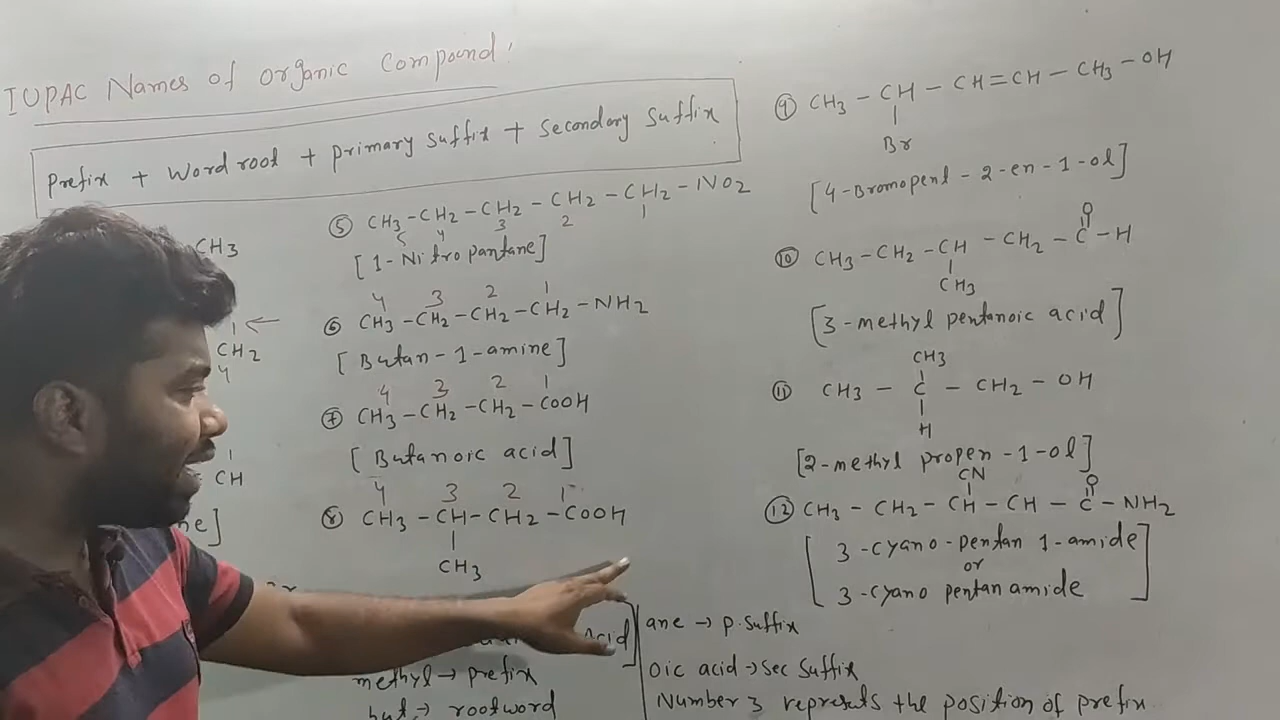 IUPAC Names of organic Compound.
Prefix + Word root + primary suffix + Secondary Suffix
CH3
1
CH2
4
CH
ne]
⑤ CH3-CH2-CH2-CH2-CH2-NO2
5 4 3 2 1
[1-Nitropantane]
4 3 2 1
⑥ CH3-CH2-CH2-CH2-NH2
[Butan-1-amine]
4 3 2 1
⑦ CH3-CH2-CH2-COOH
[Butanoic acid]
4 3 2 1
⑧ CH3-CH-CH2-COOH
CH3
acid]
methyl→prefix
but→rootword
⑨ CH3-CH-CH=CH-CH3-OH
Br
[4-Bromopent-2-en-1-ol]
O
⑩ CH3-CH2-CH-CH2-C-H
CH3
[3-methyl pentanoic acid]
CH3
⑪ CH3-C-CH2-OH
H
[2-methyl propen-1-ol]
CN O
⑫ CH3-CH2-CH-CH-C-NH2
[3-cyano-pentan 1-amide
or
3-cyano pentanamide]
ane→p.suffix
oic acid→sec suffix
Number 3 represts the position of prefix